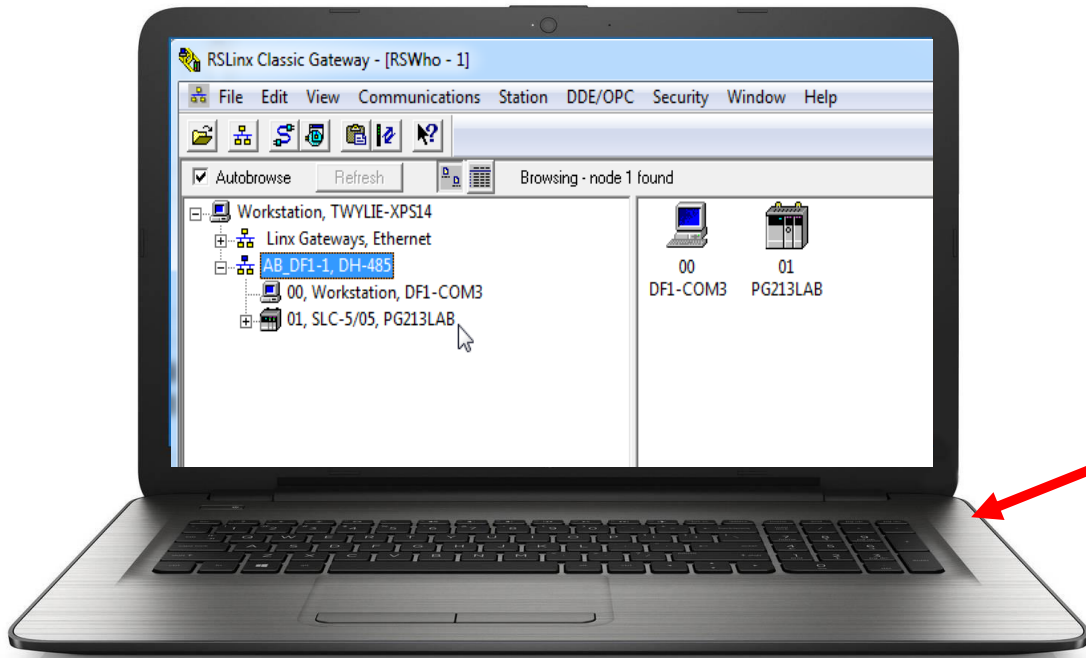 RSLinx Classic Gateway - [RSWho - 1]
File Edit View Communications Station DDE/OPC Security Window Help
Autobrowse Refresh Browsing - node 1 found
Workstation, TWYLIE-XPS14
Linx Gateways, Ethernet
AB_DF1-1, DH-485
00, Workstation, DF1-COM3
01, SLC-5/05, PG213LAB
00
DF1-COM3
01
PG213LAB